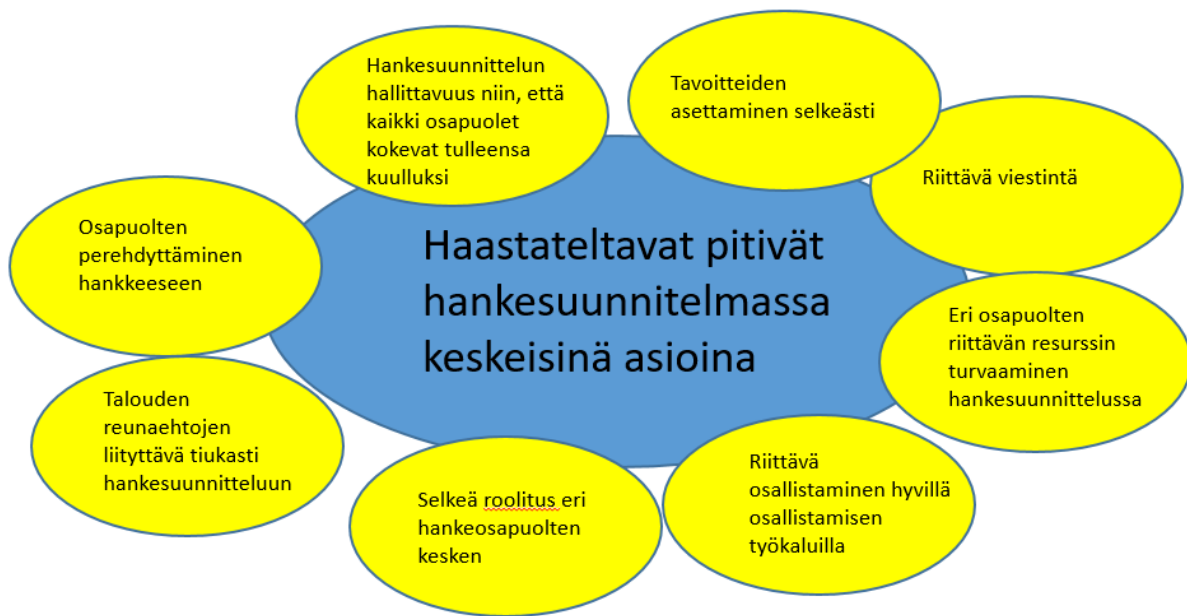 Hankesuunnittelun
hallittavuus niin, että
kaikki osapuolet
kokevat tulleensa
kuulluksi
Tavoitteiden
asettaminen selkeästi
Riittävä viestintä
Osapuolten
perehdyttäminen
hankkeeseen
Haastateltavat pitivät
hankesuunnitelmassa
keskeisinä asioina
Eri osapuolten
riittävän resurssin
turvaaminen
hankesuunnittelussa
Talouden
reunaehtojen
liityttävä tiukasti
hankesuunnitteluun
Selkeä roolitus eri
hankeosapuolten
kesken
Riittävä
osallistaminen hyvillä
osallistamisen
työkaluilla